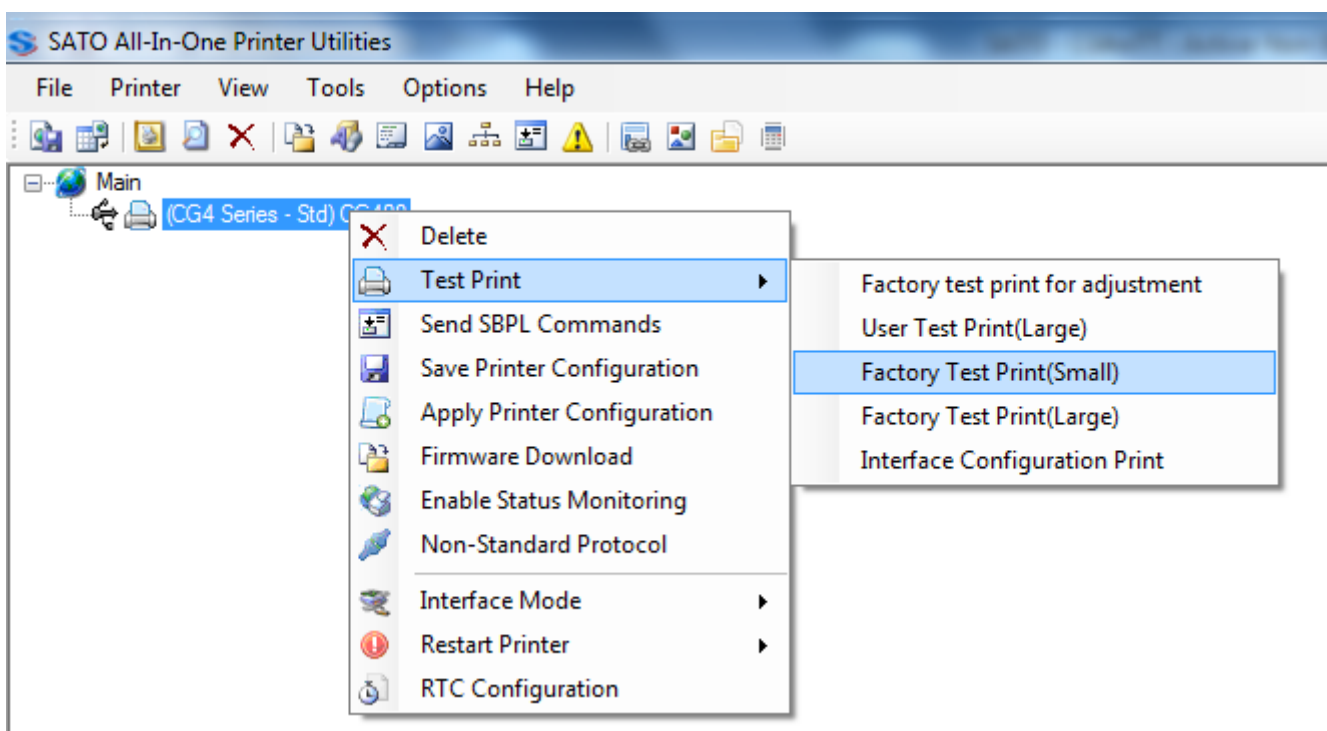 SATO All-In-One Printer Utilities
File Printer View Tools Options Help
Main
(CG4 Series - Std)
Delete
Test Print
Send SBPL Commands
Save Printer Configuration
Apply Printer Configuration
Firmware Download
Enable Status Monitoring
Non-Standard Protocol
Interface Mode
Restart Printer
RTC Configuration
Factory test print for adjustment
User Test Print(Large)
Factory Test Print(Small)
Factory Test Print(Large)
Interface Configuration Print